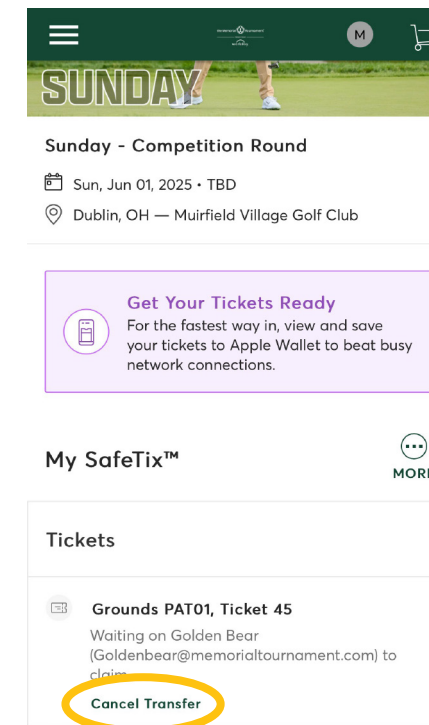 M
SUNDAY
Sunday - Competition Round
Sun, Jun 01, 2025 • TBD
Dublin, OH — Muirfield Village Golf Club
Get Your Tickets Ready
For the fastest way in, view and save
your tickets to Apple Wallet to beat busy
network connections.
My SafeTix™
MORE
Tickets
Grounds PAT01, Ticket 45
Waiting on Golden Bear
(Goldenbear@memorialtournament.com) to
claim
Cancel Transfer